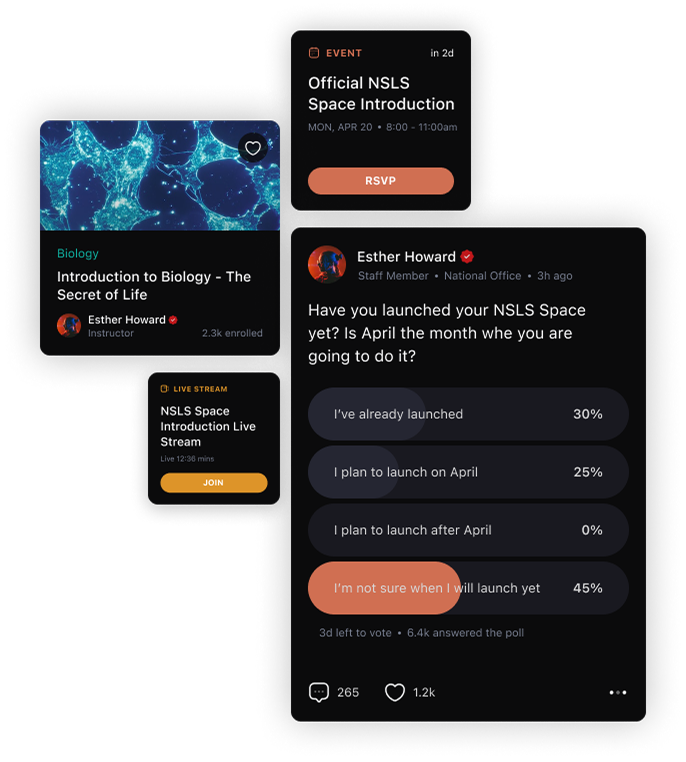 EVENT in 2d
Official NSLS
Space Introduction
MON, APR 20 • 8:00 - 11:00am
RSVP
Biology
Introduction to Biology - The
Secret of Life
Esther Howard
Instructor 2.3k enrolled
LIVE STREAM
NSLS Space
Introduction Live
Stream
Live 12:36 mins
JOIN
Esther Howard
Staff Member • National Office • 3h ago
Have you launched your NSLS Space
yet? Is April the month whe you are
going to do it?
I've already launched 30%
I plan to launch on April 25%
I plan to launch after April 0%
I'm not sure when I will launch yet 45%
3d left to vote • 6.4k answered the poll
265 1.2k